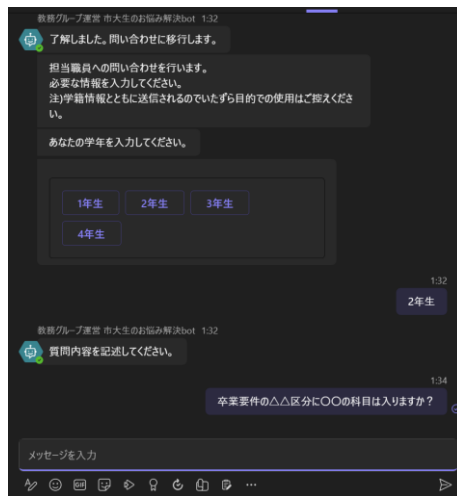 教務グループ運営 市大生のお悩み解決bot 1:32
了解しました。問い合わせに移行します。
担当職員への問い合わせを行います。
必要な情報を入力してください。
注)学籍情報とともに送信されるのでいたずら目的での使用はご控えくださ
い。
あなたの学年を入力してください。
1年生 2年生 3年生
4年生
1:32
2年生
教務グループ運営 市大生のお悩み解決bot 1:32
質問内容を記述してください。
1:34
卒業要件の△△区分に〇〇の科目は入りますか？
メッセージを入力
GIF